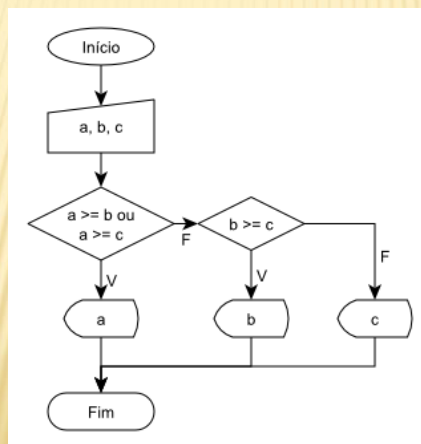 Início
a, b, c
a >= b ou
a >= c
F
b >= c
V
V
F
a
b
c
Fim